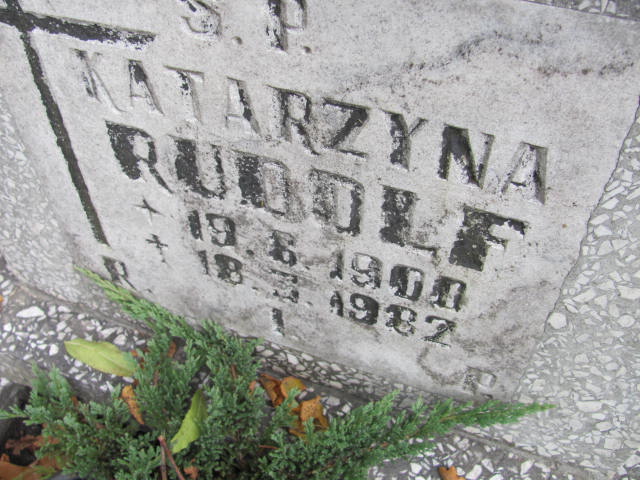 Ś.P.
KATARZYNA
RUDOLF
19.6.1900
18.3.1982
R. I. P.